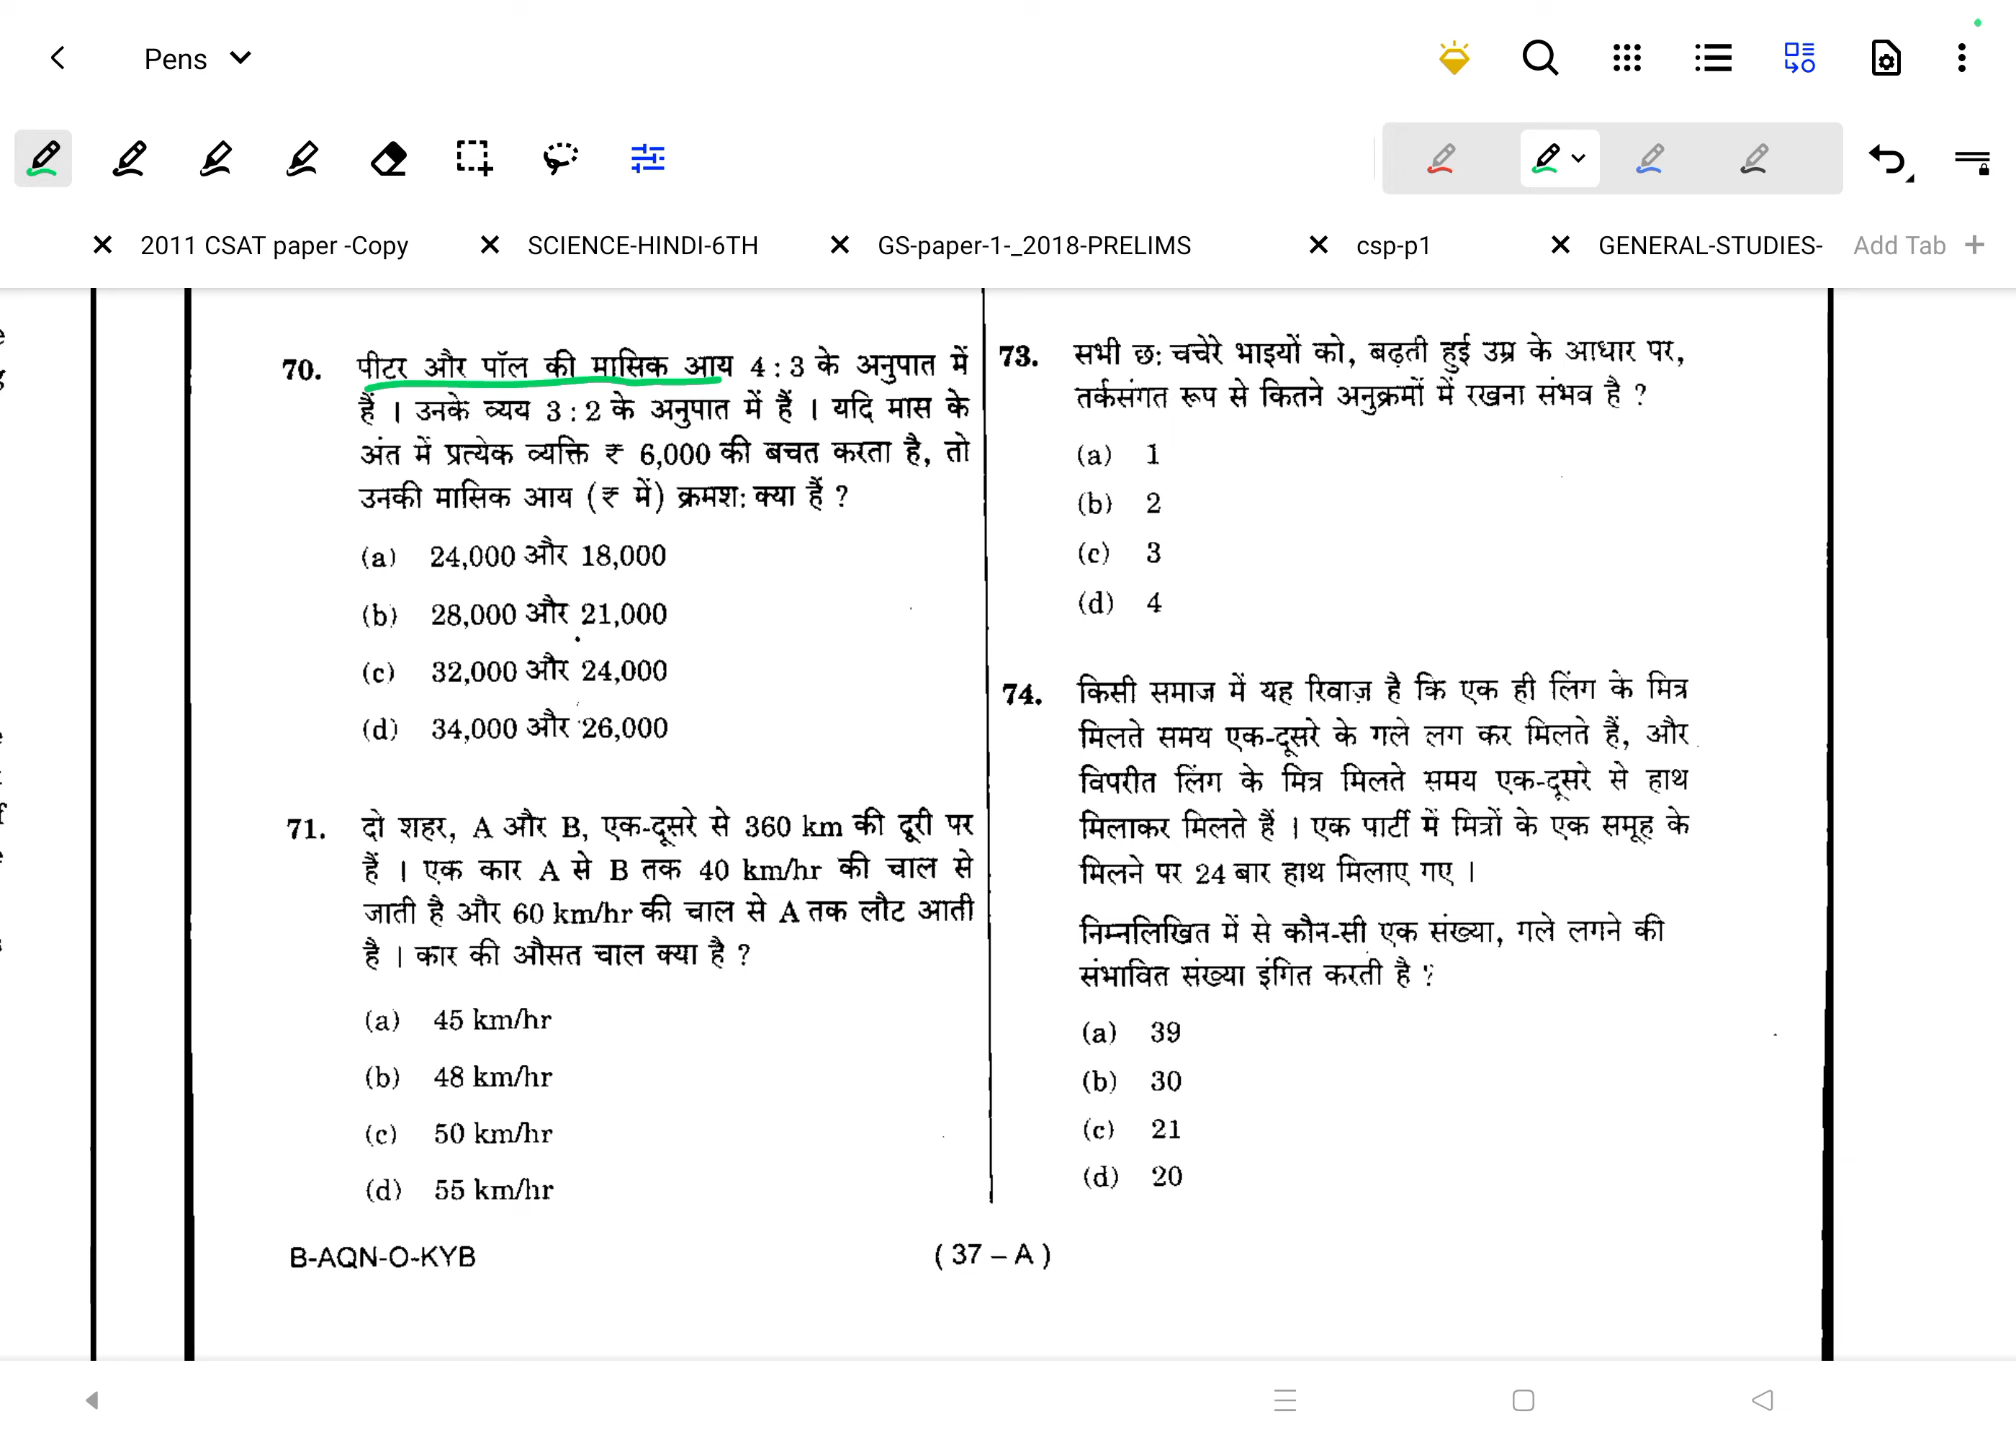 Pens
2011 CSAT paper -Copy
SCIENCE-HINDI-6TH
GS-paper-1-_2018-PRELIMS
csp-p1
GENERAL-STUDIES-
Add Tab +
70. पीटर और पॉल की मासिक आय 4 : 3 के अनुपात में
हैं । उनके व्यय 3 : 2 के अनुपात में हैं । यदि मास के
अंत में प्रत्येक व्यक्ति ₹ 6,000 की बचत करता है, तो
उनकी मासिक आय (₹ में) क्रमश: क्या हैं ?
(a) 24,000 और 18,000
(b) 28,000 और 21,000
(c) 32,000 और 24,000
(d) 34,000 और 26,000
71. दो शहर, A और B, एक-दूसरे से 360 km की दूरी पर
हैं । एक कार A से B तक 40 km/hr की चाल से
जाती है और 60 km/hr की चाल से A तक लौट आती
है । कार की औसत चाल क्या है ?
(a) 45 km/hr
(b) 48 km/hr
(c) 50 km/hr
(d) 55 km/hr
73. सभी छ: चचेरे भाइयों को, बढ़ती हुई उम्र के आधार पर,
तर्कसंगत रूप से कितने अनुक्रमों में रखना संभव है ?
(a) 1
(b) 2
(c) 3
(d) 4
74. किसी समाज में यह रिवाज़ है कि एक ही लिंग के मित्र
मिलते समय एक-दूसरे के गले लग कर मिलते हैं, और
विपरीत लिंग के मित्र मिलते समय एक-दूसरे से हाथ
मिलाकर मिलते हैं । एक पार्टी में मित्रों के एक समूह के
मिलने पर 24 बार हाथ मिलाए गए ।
निम्नलिखित में से कौन-सी एक संख्या, गले लगने की
संभावित संख्या इंगित करती है ?
(a) 39
(b) 30
(c) 21
(d) 20
B-AQN-O-KYB
( 37 – A )